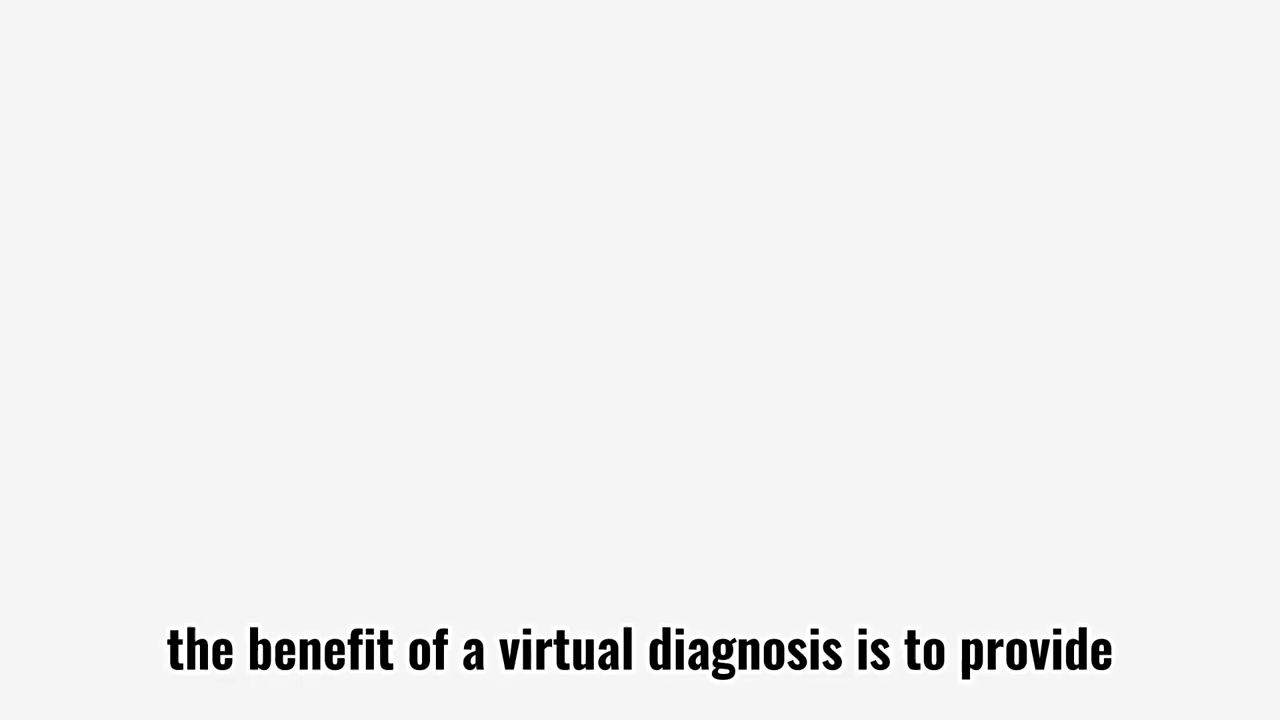 the benefit of a virtual diagnosis is to provide